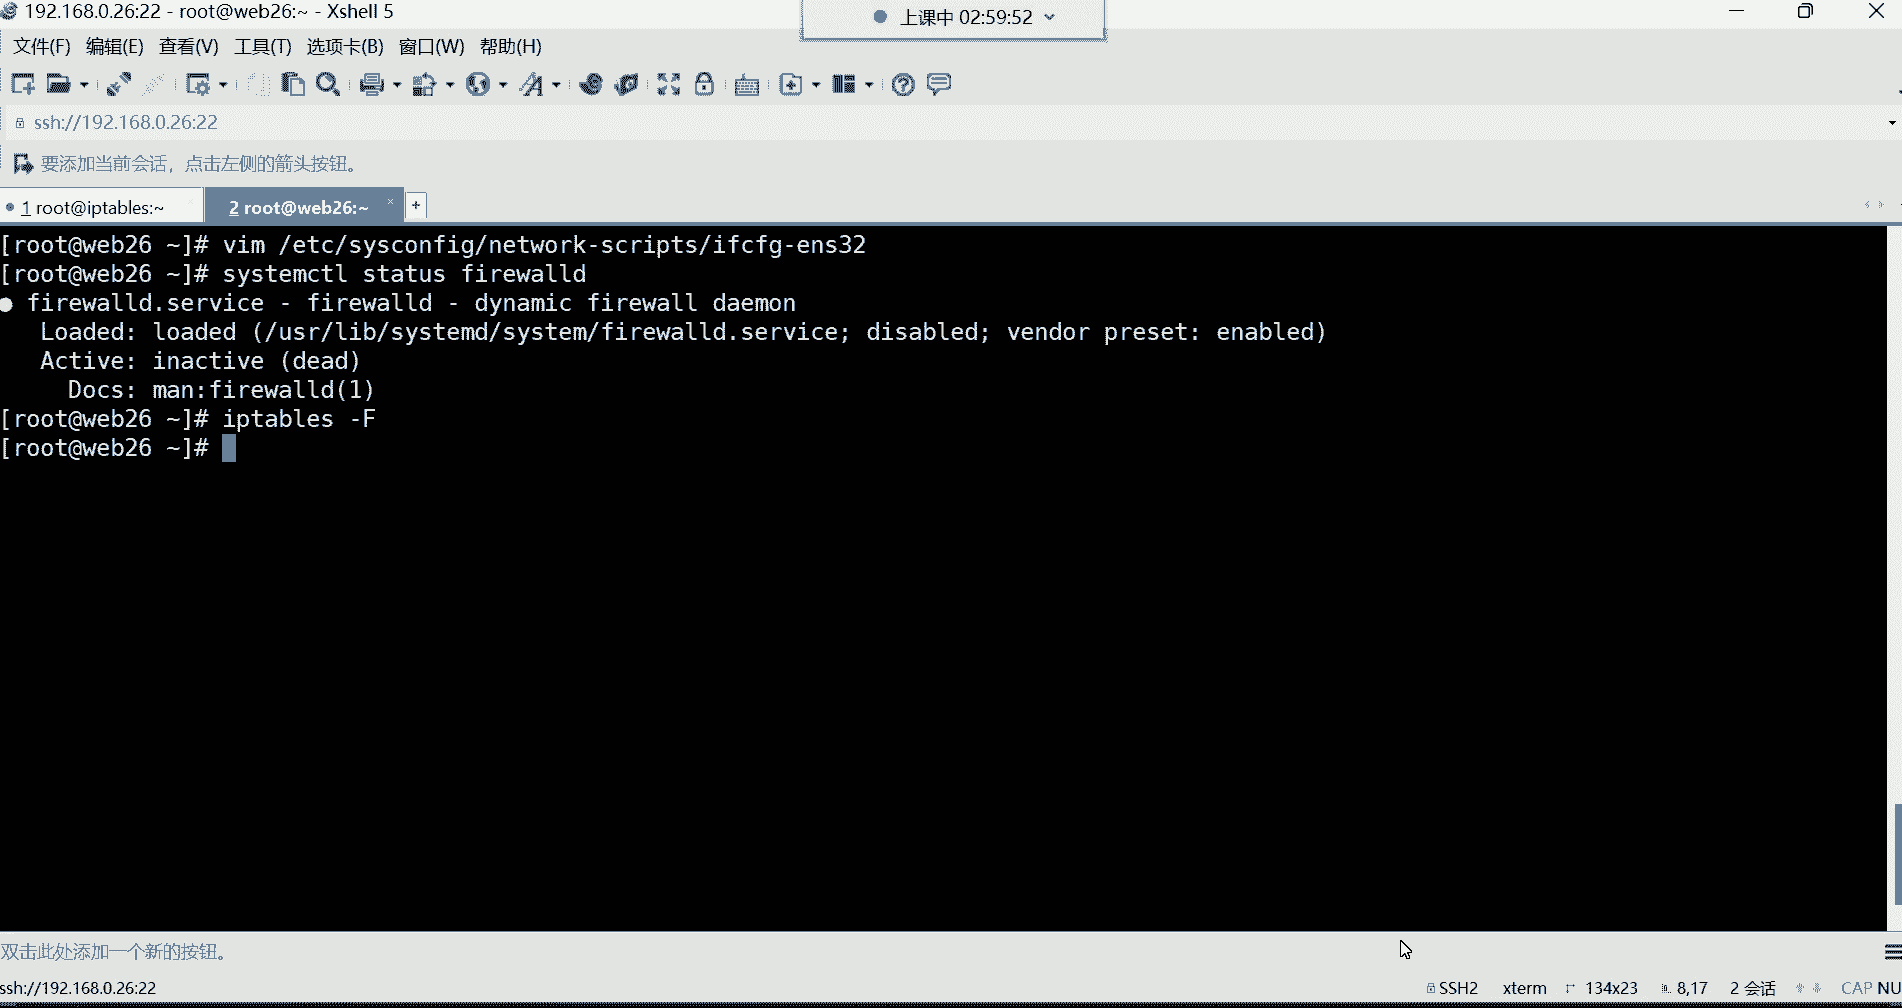 192.168.0.26:22 - root@web26:~ - Xshell 5
上课中 02:59:52
文件(F) 编辑(E) 查看(V) 工具(T) 选项卡(B) 窗口(W) 帮助(H)
ssh://192.168.0.26:22
要添加当前会话，点击左侧的箭头按钮。
1 root@iptables:~ 2 root@web26:~
[root@web26 ~]# vim /etc/sysconfig/network-scripts/ifcfg-ens32
[root@web26 ~]# systemctl status firewalld
● firewalld.service - firewalld - dynamic firewall daemon
Loaded: loaded (/usr/lib/systemd/system/firewalld.service; disabled; vendor preset: enabled)
Active: inactive (dead)
Docs: man:firewalld(1)
[root@web26 ~]# iptables -F
[root@web26 ~]#
双击此处添加一个新的按钮。
ssh://192.168.0.26:22 SSH2 xterm 134x23 8,17 2 会话 CAP NU